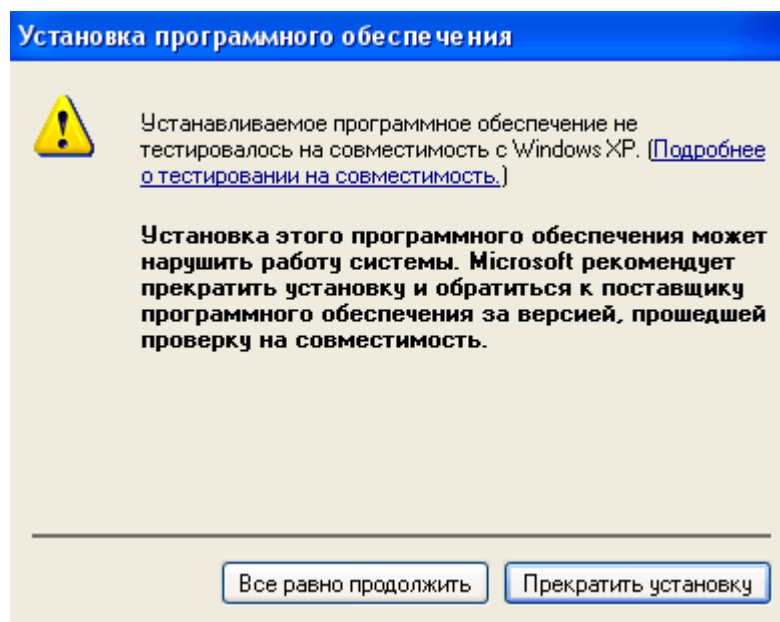 Установка программного обеспечения
Устанавливаемое программное обеспечение не
тестировалось на совместимость с Windows XP. (Подробнее
о тестировании на совместимость.)
Установка этого программного обеспечения может
нарушить работу системы. Microsoft рекомендует
прекратить установку и обратиться к поставщику
программного обеспечения за версией, прошедшей
проверку на совместимость.
Все равно продолжить
Прекратить установку